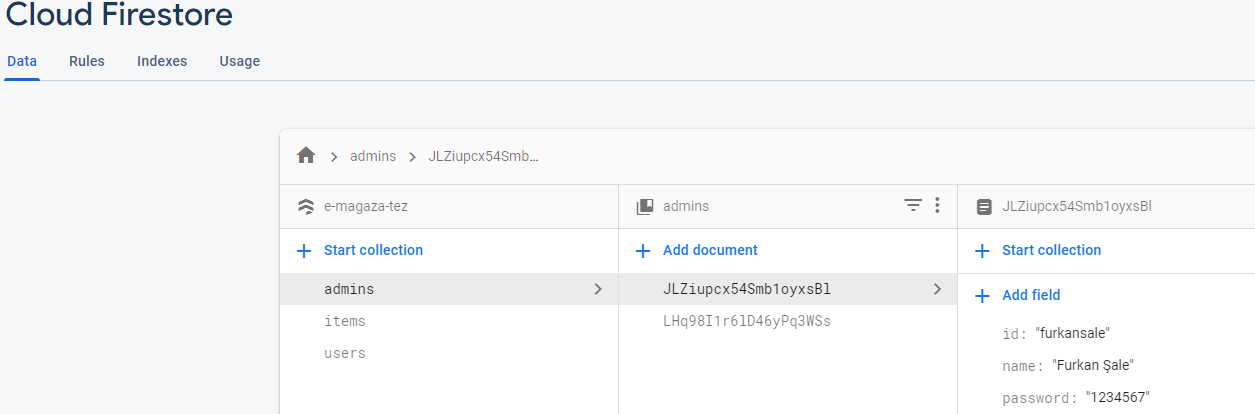 Cloud Firestore
Data Rules Indexes Usage
admins JLZiupcx54Smb...
e-magaza-tez admins JLZiupcx54Smb1oyxsBl
Start collection Add document Start collection
admins JLZiupcx54Smb1oyxsBl Add field
items LHq98I1r6lD46yPq3WSs
users
id: "furkansale"
name: "Furkan Şale"
password: "1234567"